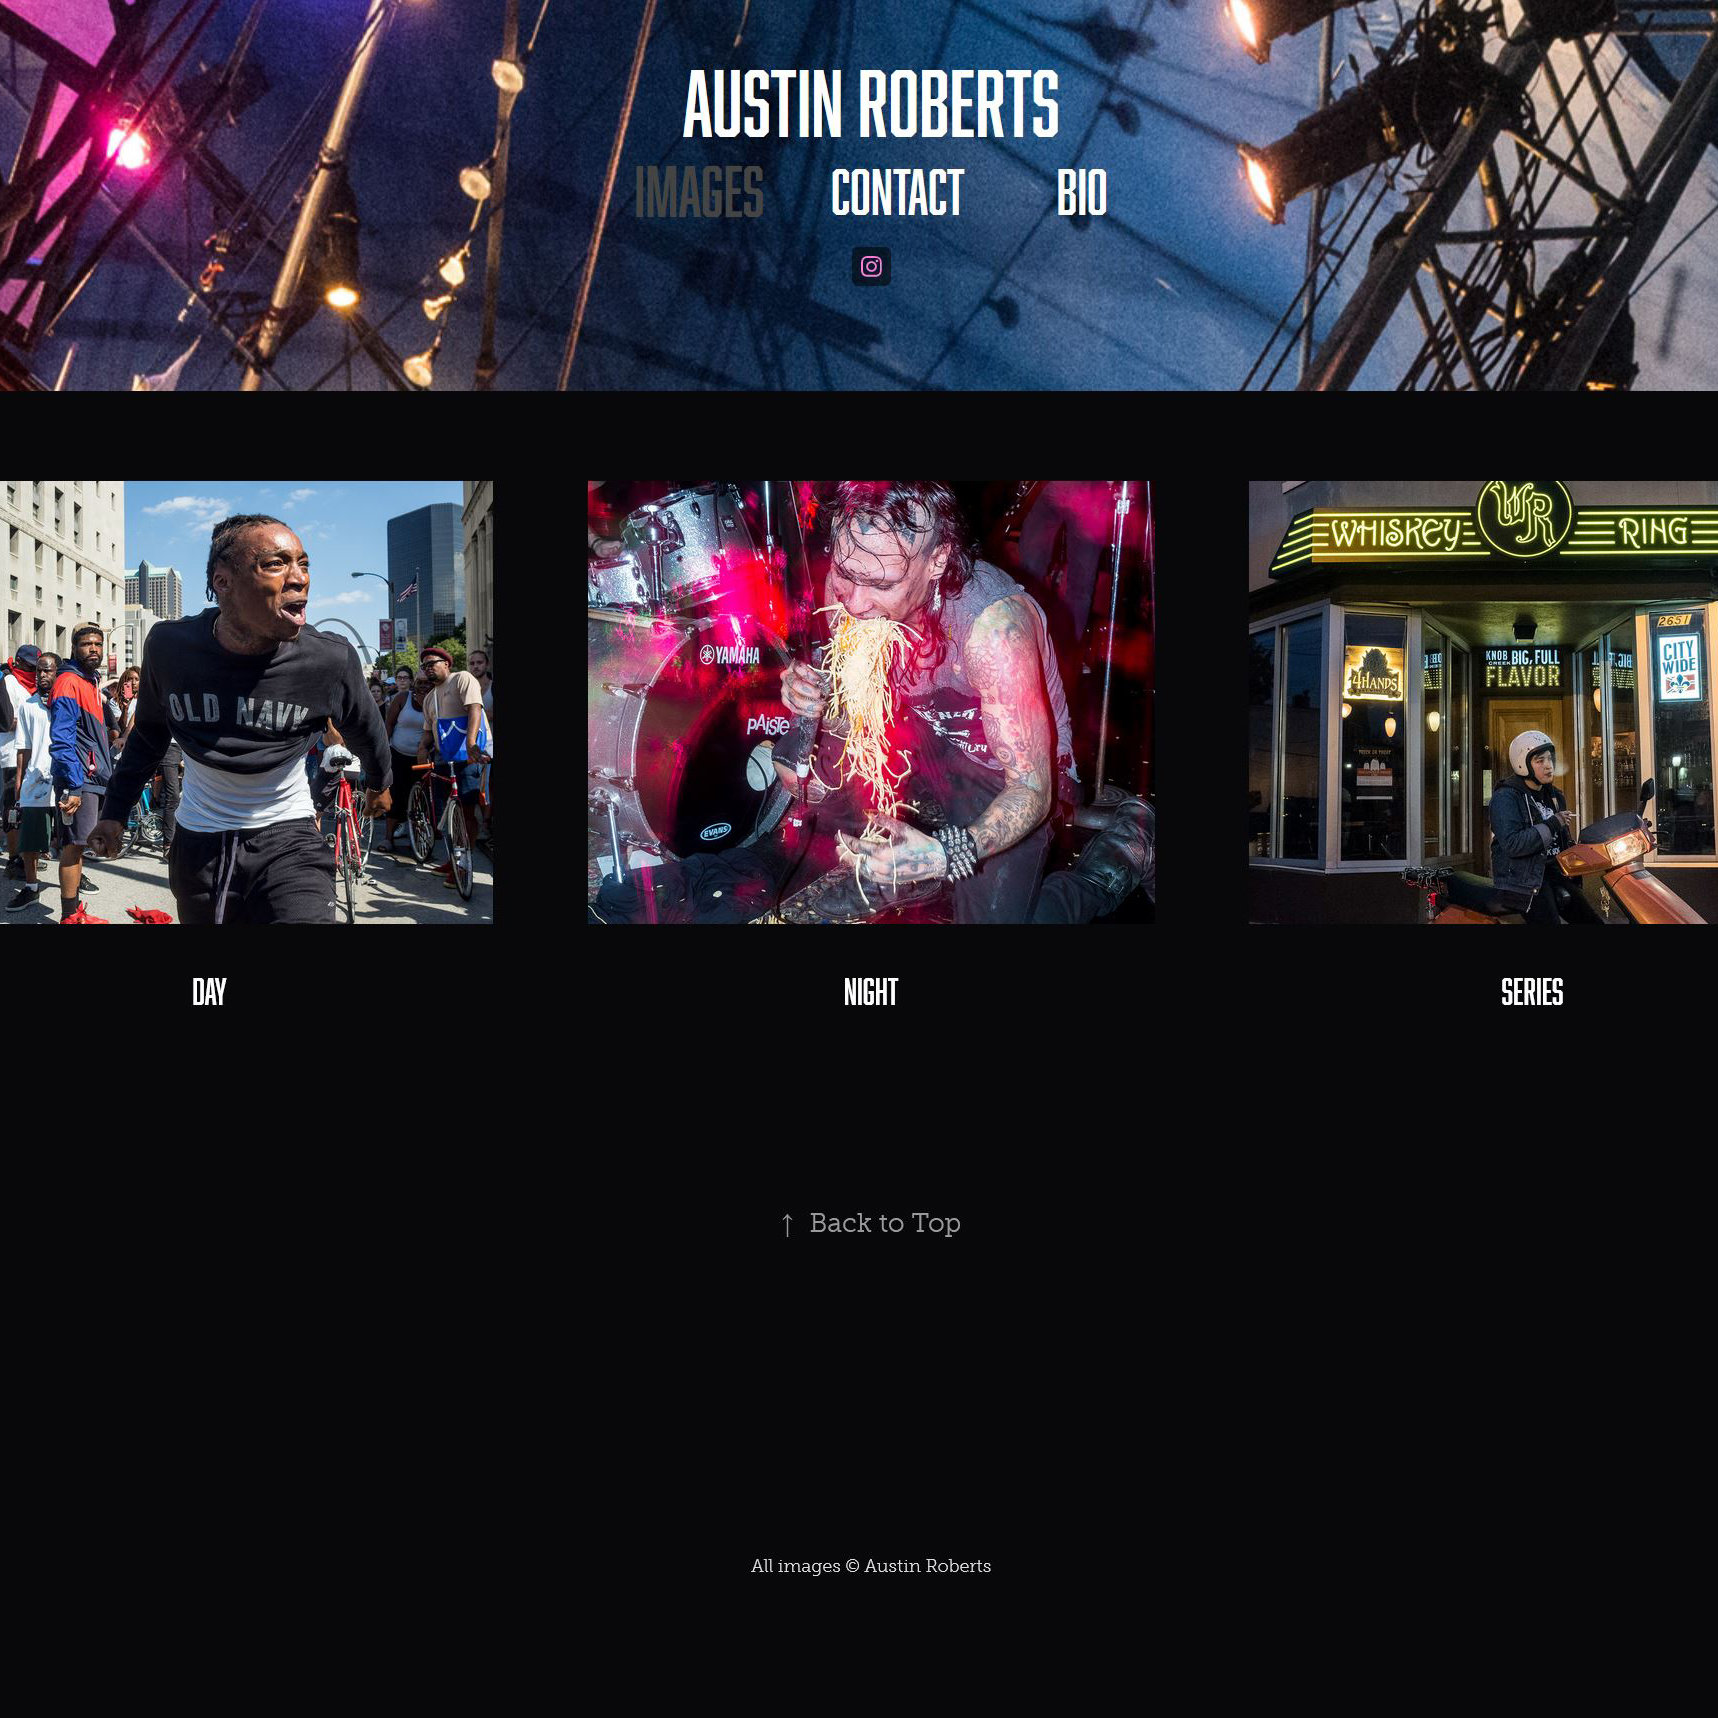 AUSTIN ROBERTS
IMAGES CONTACT BIO
OLD NAVY
YAMAHA
PAiSTe
EVANS
WHISKEY WR RING
2651
4HANDS
KNOB CREEK BIG, FULL
FLAVOR
CITY
WIDE
DAY NIGHT SERIES
↑ Back to Top
All images © Austin Roberts